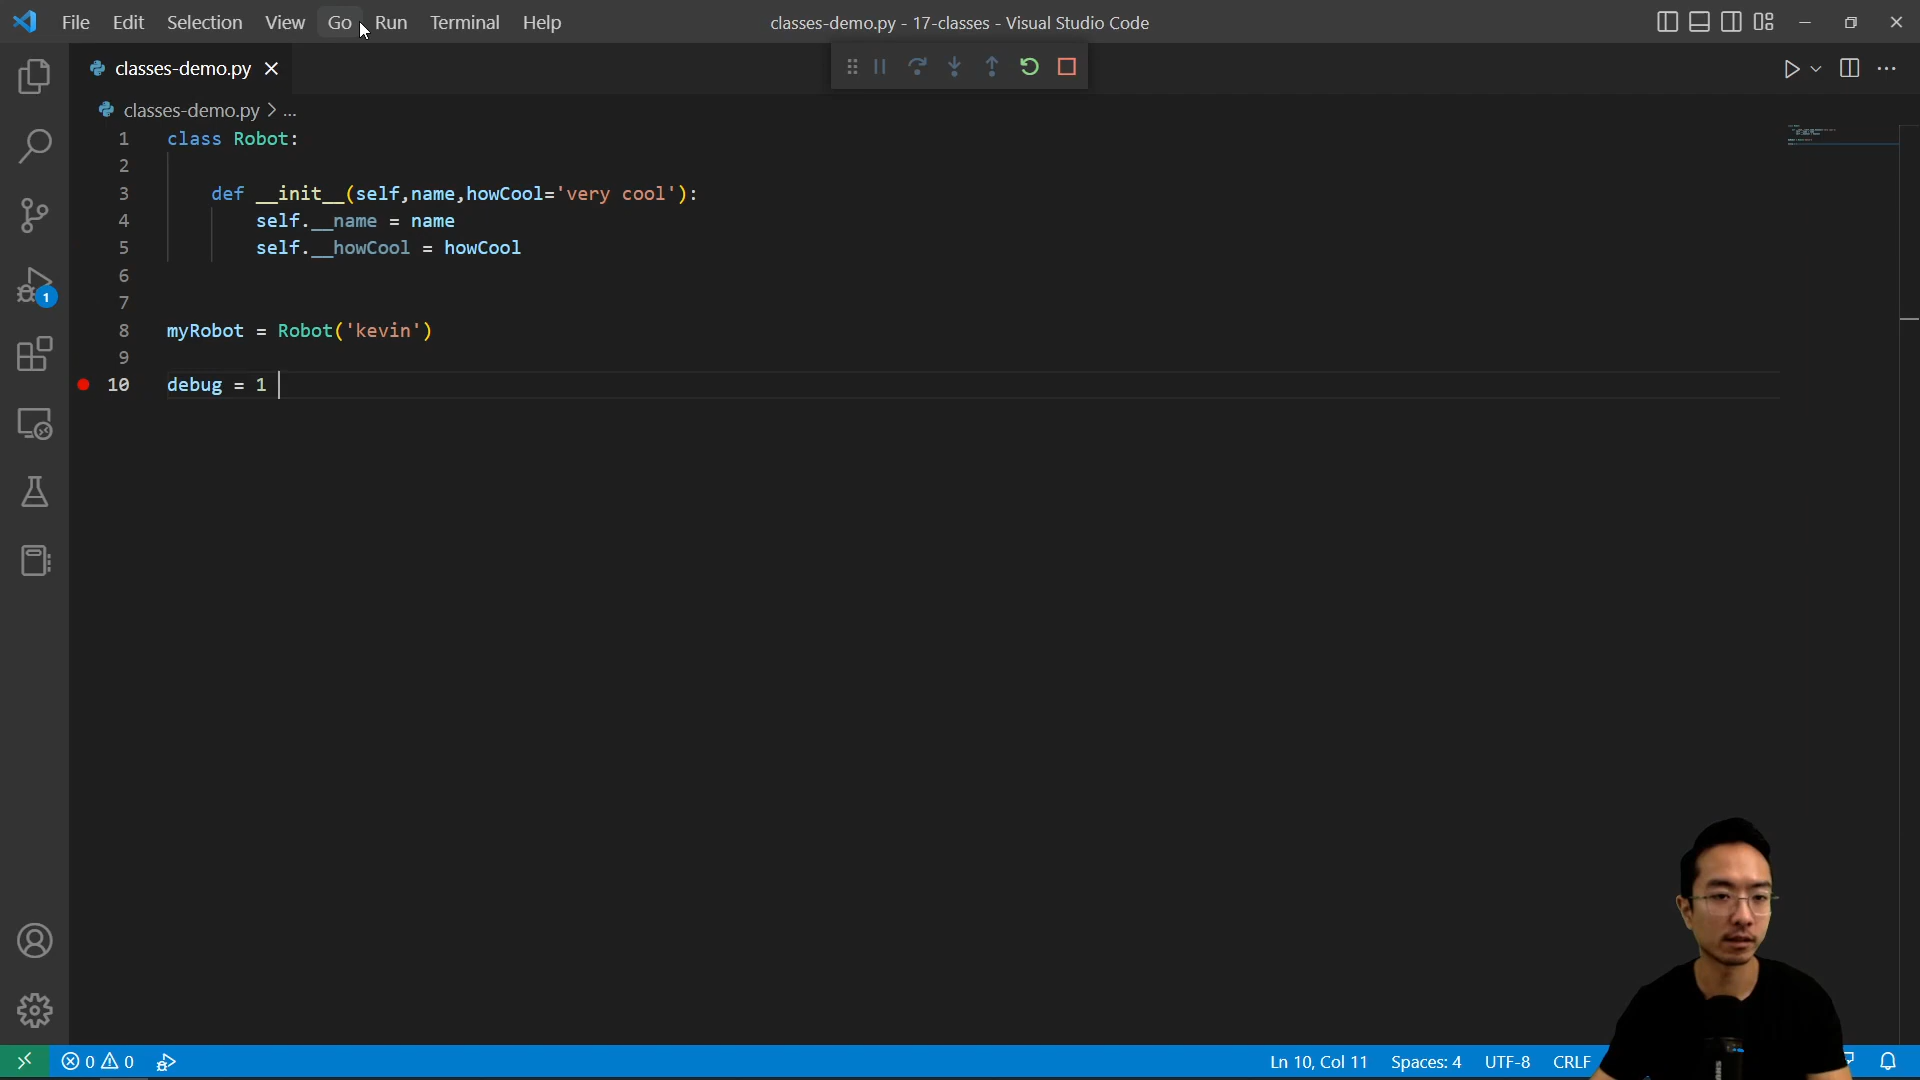 File Edit Selection View Go Run Terminal Help classes-demo.py - 17-classes - Visual Studio Code
classes-demo.py
classes-demo.py > ...
1 class Robot:
2
3 def __init__(self,name,howCool='very cool'):
4 self.__name = name
5 self.__howCool = howCool
6
7
8 myRobot = Robot('kevin')
9
10 debug = 1
1
0 0 Ln 10, Col 11 Spaces: 4 UTF-8 CRLF